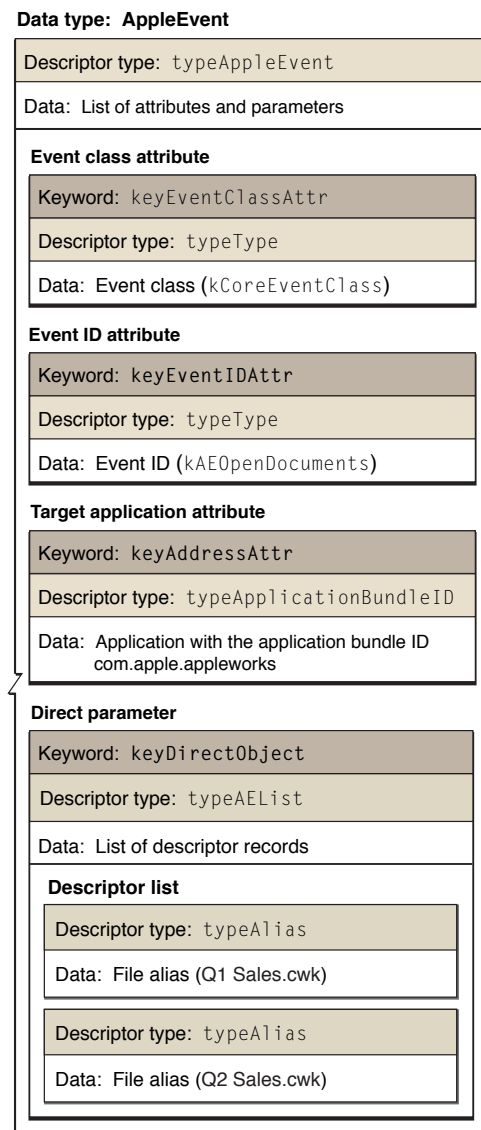 Data type: AppleEvent
Descriptor type: typeAppleEvent
Data: List of attributes and parameters
Event class attribute
Keyword: keyEventClassAttr
Descriptor type: typeType
Data: Event class (kCoreEventClass)
Event ID attribute
Keyword: keyEventIDAttr
Descriptor type: typeType
Data: Event ID (kAEOpenDocuments)
Target application attribute
Keyword: keyAddressAttr
Descriptor type: typeApplicationBundleID
Data: Application with the application bundle ID
com.apple.appleworks
Direct parameter
Keyword: keyDirectObject
Descriptor type: typeAEList
Data: List of descriptor records
Descriptor list
Descriptor type: typeAlias
Data: File alias (Q1 Sales.cwk)
Descriptor type: typeAlias
Data: File alias (Q2 Sales.cwk)